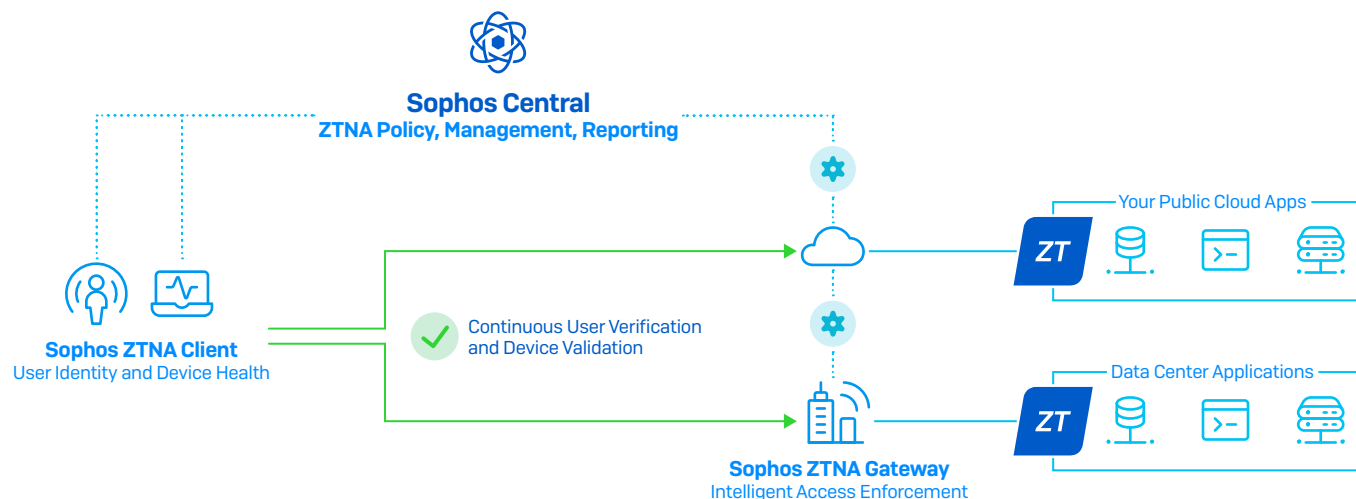 Sophos Central
ZTNA Policy, Management, Reporting
Your Public Cloud Apps
ZT
Continuous User Verification
and Device Validation
Sophos ZTNA Client
User Identity and Device Health
Data Center Applications
ZT
Sophos ZTNA Gateway
Intelligent Access Enforcement